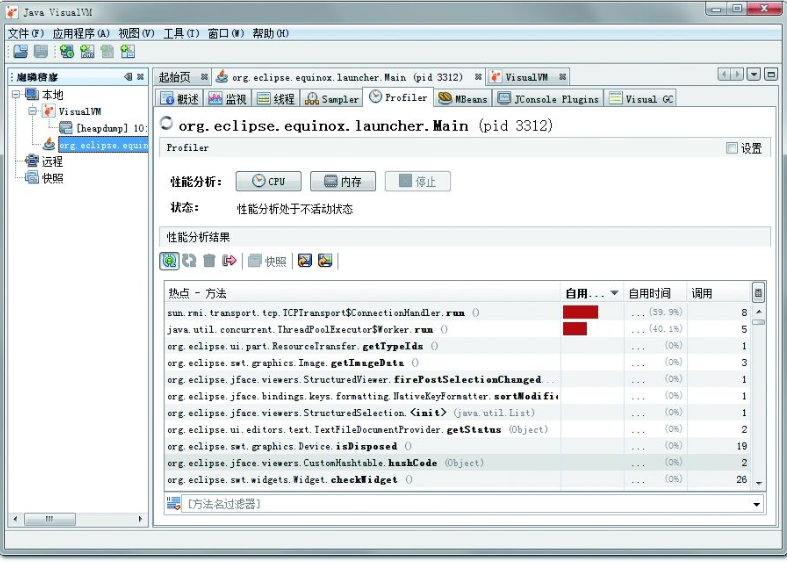 Java VisualVM
文件(F) 应用程序(A) 视图(V) 工具(T) 窗口(W) 帮助(H)
起始页 org.eclipse.equinox.launcher.Main (pid 3312) VisualVM
本地
VisualVM
[heapdump] 10:
org.eclipse.equin
远程
快照
概述 监视 线程 Sampler Profiler MBeans JConsole Plugins Visual GC
org.eclipse.equinox.launcher.Main (pid 3312)
Profiler 设置
性能分析: CPU 内存 停止
状态: 性能分析处于不活动状态
性能分析结果
快照
热点 - 方法 自用... 自用时间 调用
sun.rmi.transport.tcp.TCPTransport$ConnectionHandler.run () ... (59.9%) 8
java.util.concurrent.ThreadPoolExecutor$Worker.run () ... (40.1%) 5
org.eclipse.ui.part.ResourceTransfer.getTypeIds () ... (0%) 1
org.eclipse.swt.graphics.Image.getImageData () ... (0%) 3
org.eclipse.jface.viewers.StructuredViewer.firePostSelectionChanged... ... (0%) 1
org.eclipse.jface.bindings.keys.formatting.NativeKeyFormatter.sortModifie ... (0%) 1
org.eclipse.jface.viewers.StructuredSelection.<init> (java.util.List) ... (0%) 1
org.eclipse.ui.editors.text.TextFileDocumentProvider.getStatus (Object) ... (0%) 2
org.eclipse.swt.graphics.Device.isDisposed () ... (0%) 19
org.eclipse.jface.viewers.CustomHashtable.hashCode (Object) ... (0%) 2
org.eclipse.swt.widgets.Widget.checkWidget () ... (0%) 26
[方法名过滤器]